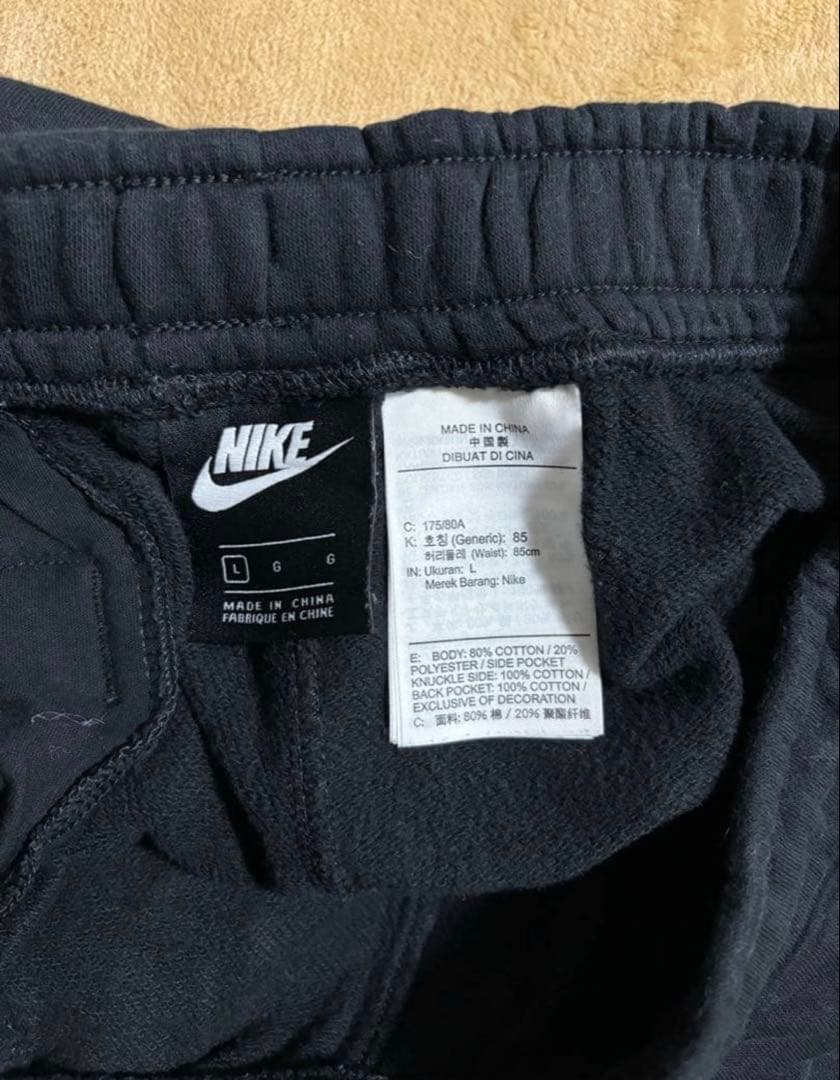 NIKE
L G G
MADE IN CHINA
FABRIQUE EN CHINE
MADE IN CHINA
中国製
DIBUAT DI CINA
C: 175/80A
K: 호칭 (Generic): 85
허리둘레 (Waist): 85cm
IN: Ukuran: L
Merek Barang: Nike
E: BODY: 80% COTTON / 20%
POLYESTER / SIDE POCKET
KNUCKLE SIDE: 100% COTTON /
BACK POCKET: 100% COTTON /
EXCLUSIVE OF DECORATION
C: 面料: 80% 棉 / 20% 聚酯纤维